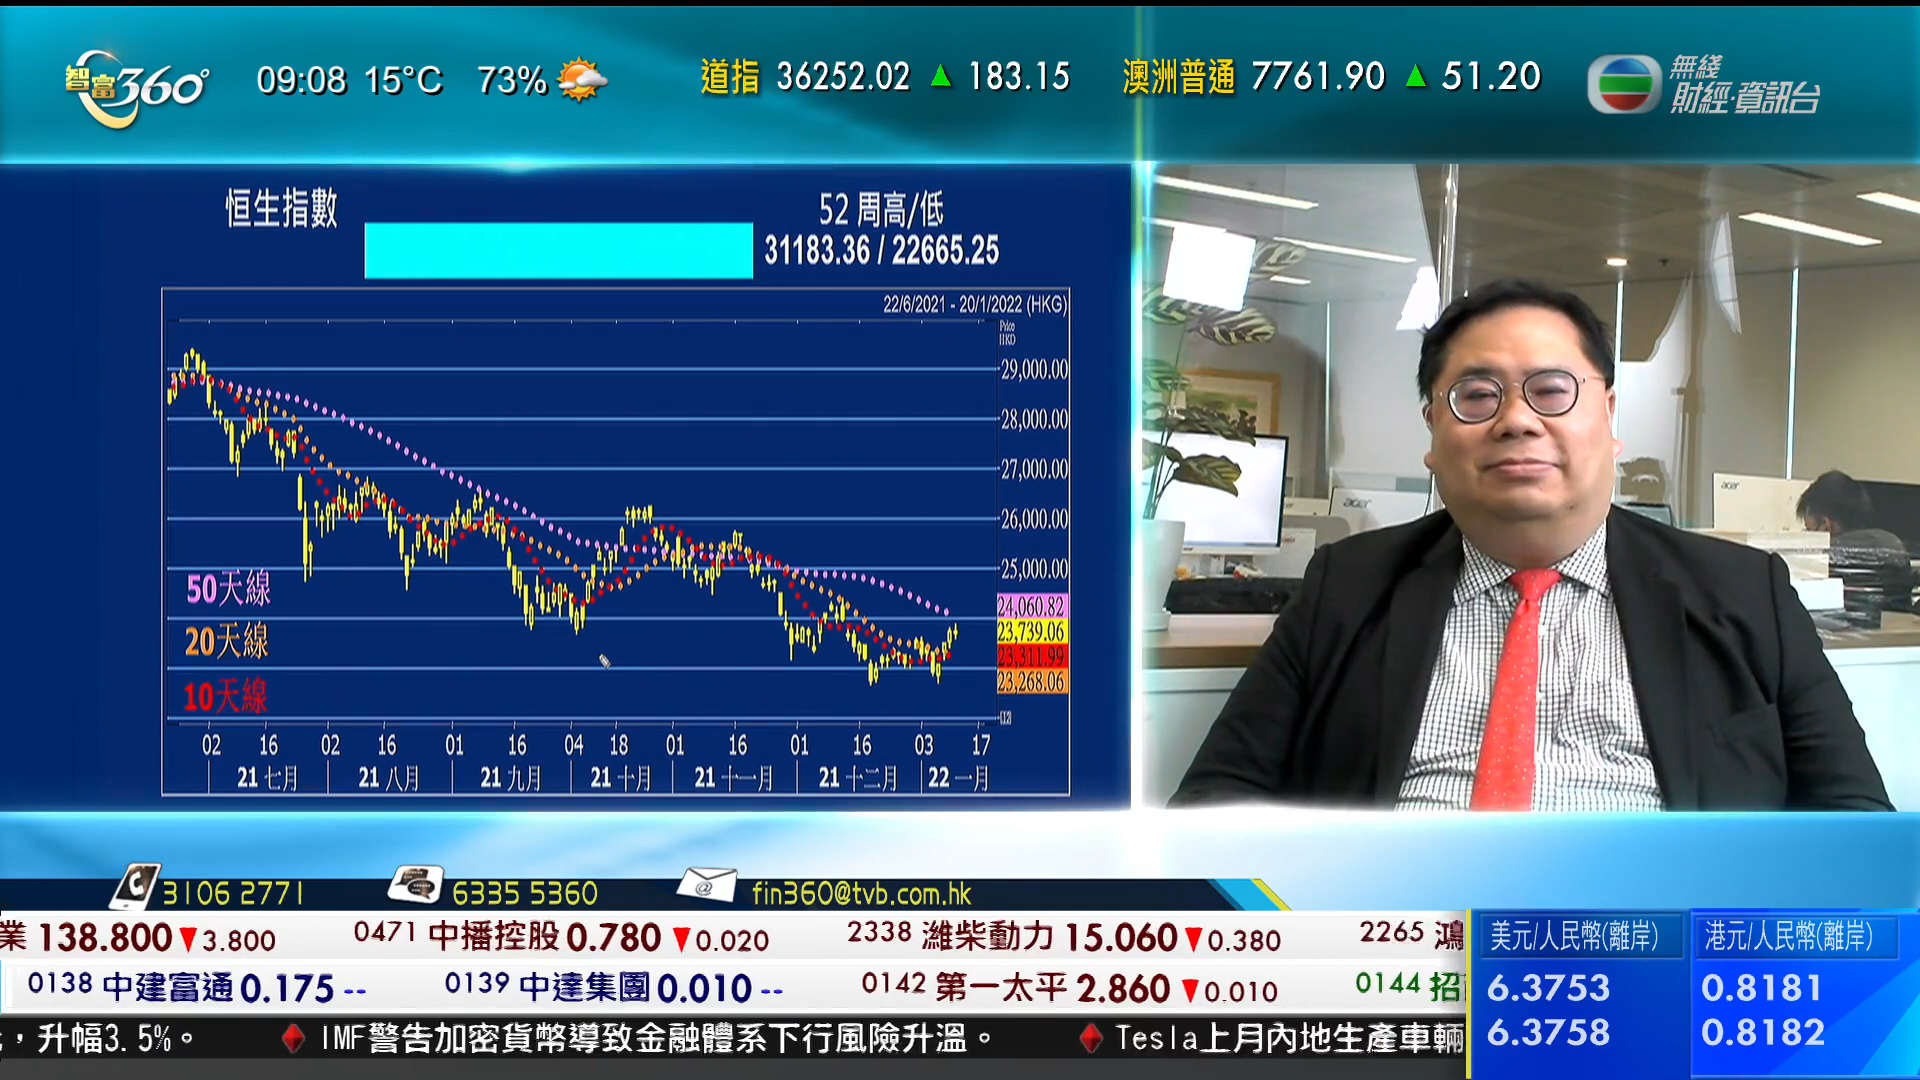 智富360°
09:08 15°C 73%
道指 36252.02 ▲ 183.15
澳洲普通 7761.90 ▲ 51.20
無綫
財經·資訊台
恒生指數
52 周高/低
31183.36 / 22665.25
22/6/2021 - 20/1/2022 (HKG)
Price
HKD
29,000.00
28,000.00
27,000.00
26,000.00
25,000.00
24,060.82
23,739.06
23,311.99
23,268.06
50天線
20天線
10天線
02 16 02 16 01 16 04 18 01 16 01 16 03 17
21 七月 21 八月 21 九月 21 十月 21 十一月 21 十二月 22 一月
acer
acer
3106 2771 6335 5360 fin360@tvb.com.hk
業 138.800 ▼3.800 0471 中播控股 0.780 ▼0.020 2338 濰柴動力 15.060 ▼0.380 2265 鴻
0138 中建富通 0.175 -- 0139 中達集團 0.010 -- 0142 第一太平 2.860 ▼0.010 0144 招
，升幅3.5%。 ◆ IMF警告加密貨幣導致金融體系下行風險升溫。 ◆ Tesla上月內地生產車輛
美元/人民幣(離岸)
6.3753
6.3758
港元/人民幣(離岸)
0.8181
0.8182